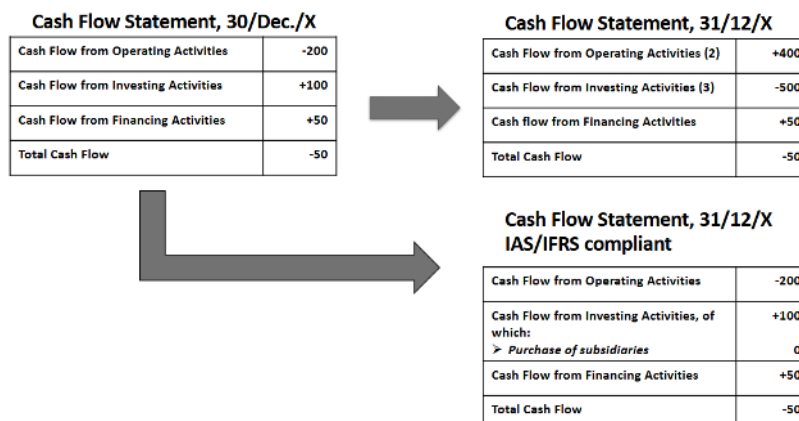 Cash Flow Statement, 30/Dec./X
Cash Flow from Operating Activities -200
Cash Flow from Investing Activities +100
Cash Flow from Financing Activities +50
Total Cash Flow -50
Cash Flow Statement, 31/12/X
Cash Flow from Operating Activities (2) +400
Cash Flow from Investing Activities (3) -500
Cash flow from Financing Activities +50
Total Cash Flow -50
Cash Flow Statement, 31/12/X
IAS/IFRS compliant
Cash Flow from Operating Activities -200
Cash Flow from Investing Activities, of +100
which:
➢ Purchase of subsidiaries 0
Cash Flow from Financing Activities +50
Total Cash Flow -50